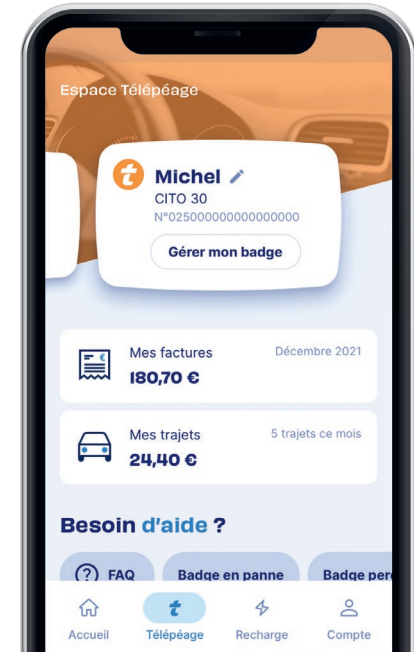 Espace Télépéage
t
Michel
CITO 30
N°025000000000000000
Gérer mon badge
Mes factures
Décembre 2021
180,70 €
Mes trajets
5 trajets ce mois
24,40 €
Besoin d'aide ?
? FAQ
Badge en panne
Badge per
t
Accueil
Télépéage
Recharge
Compte